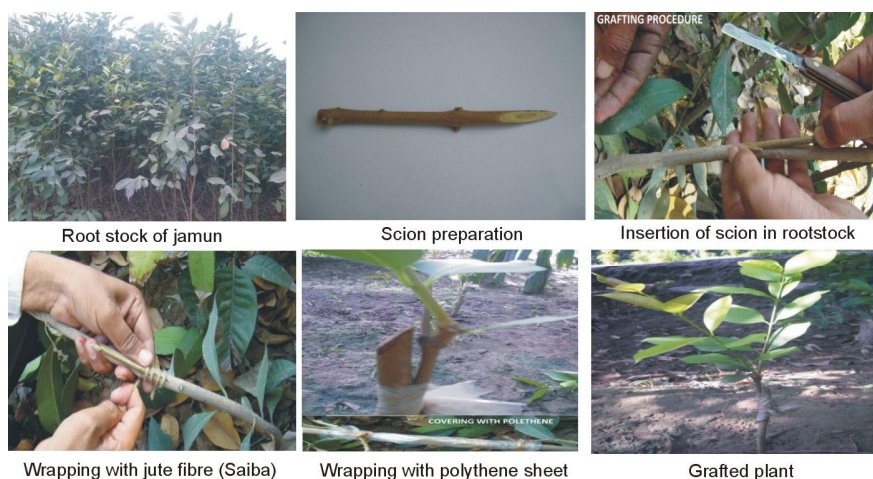 GRAFTING PROCEDURE
Root stock of jamun
Scion preparation
Insertion of scion in rootstock
COVERING WITH POLETHENE
Wrapping with jute fibre (Saiba)
Wrapping with polythene sheet
Grafted plant